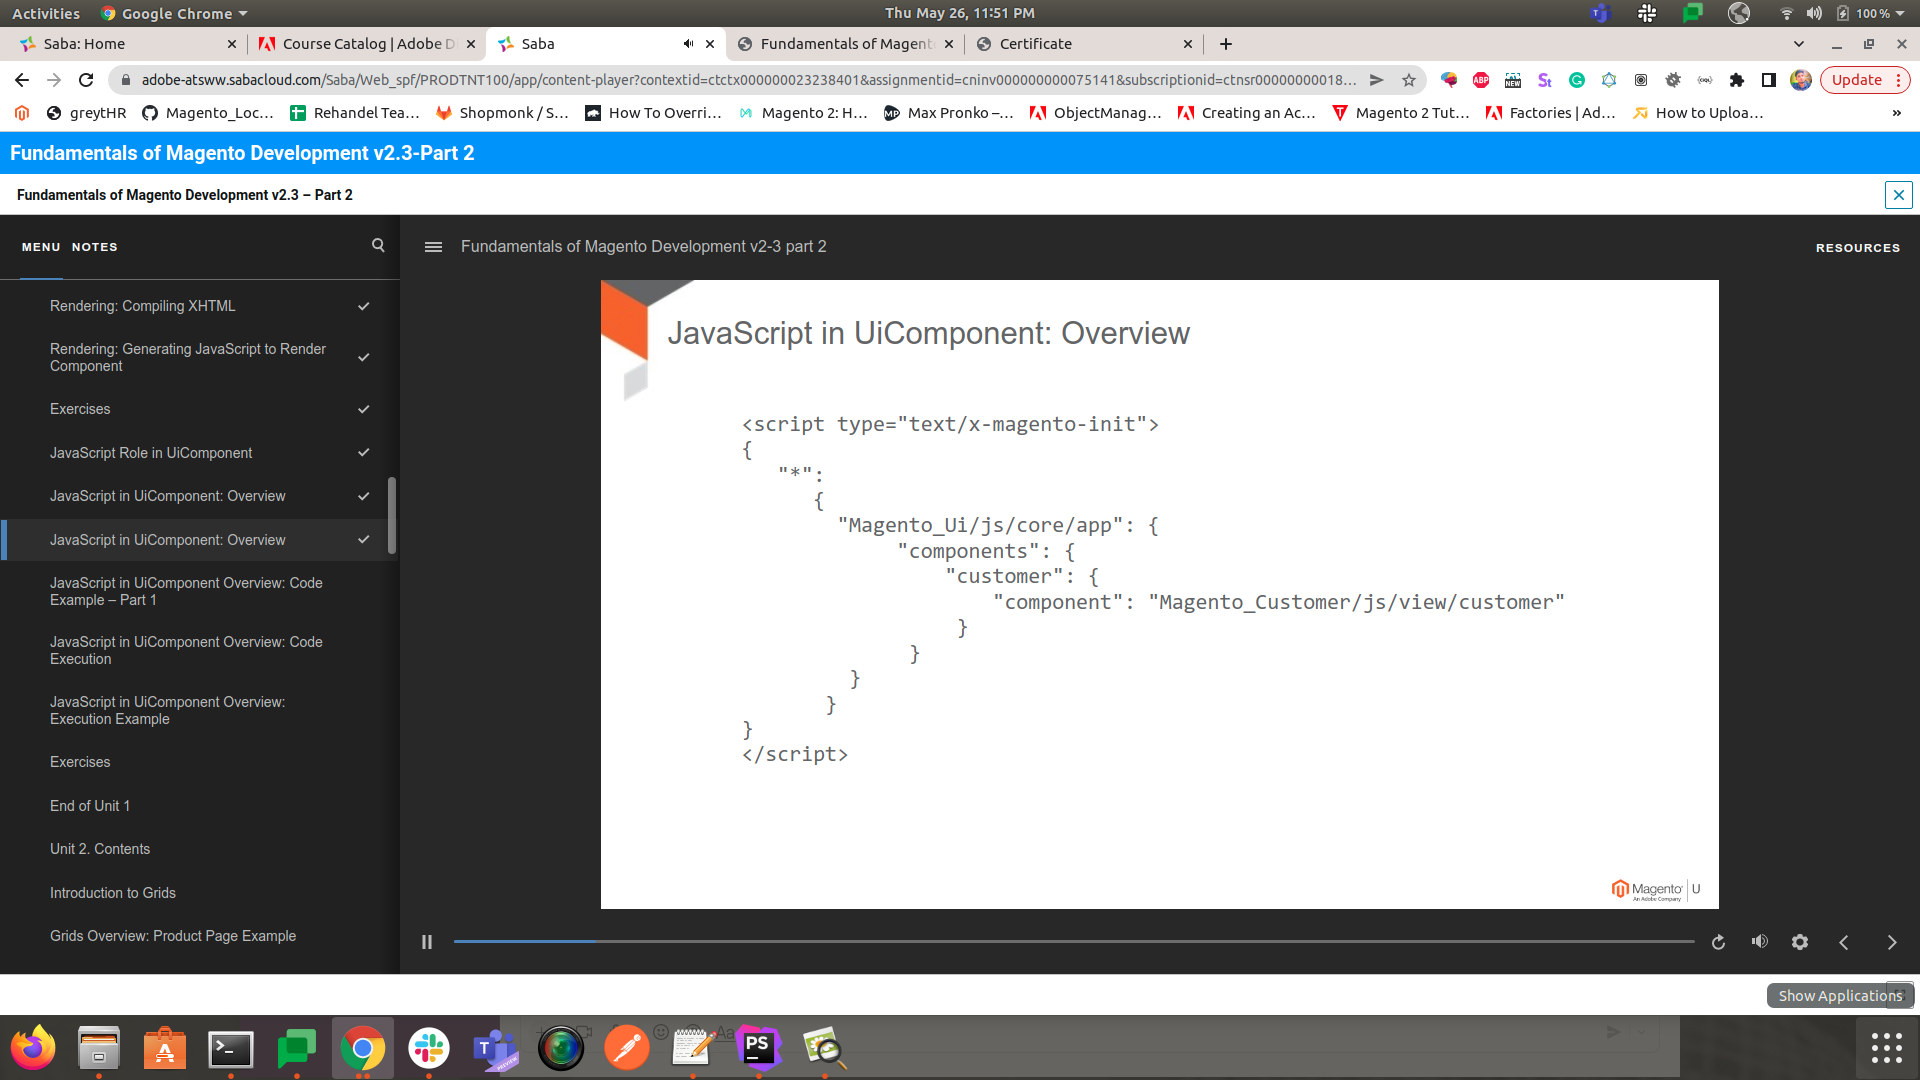 Activities
Google Chrome
Thu May 26, 11:51 PM
100 %
Saba: Home
Course Catalog | Adobe D
Saba
Fundamentals of Magent
Certificate
adobe-atsww.sabacloud.com/Saba/Web_spf/PRODTNT100/app/content-player?contextid=ctctx000000023238401&assignmentid=cninv000000000075141&subscriptionid=ctnsr00000000018...
ABP
NEW
St
Update
greytHR
Magento_Loc...
Rehandel Tea...
Shopmonk / S...
How To Overri...
Magento 2: H...
Max Pronko –...
ObjectManag...
Creating an Ac...
Magento 2 Tut...
Factories | Ad...
How to Uploa...
»
Fundamentals of Magento Development v2.3-Part 2
Fundamentals of Magento Development v2.3 – Part 2
MENU NOTES
Fundamentals of Magento Development v2-3 part 2
RESOURCES
Rendering: Compiling XHTML
Rendering: Generating JavaScript to Render
Component
Exercises
JavaScript Role in UiComponent
JavaScript in UiComponent: Overview
JavaScript in UiComponent: Overview
JavaScript in UiComponent Overview: Code
Example – Part 1
JavaScript in UiComponent Overview: Code
Execution
JavaScript in UiComponent Overview:
Execution Example
Exercises
End of Unit 1
Unit 2. Contents
Introduction to Grids
Grids Overview: Product Page Example
JavaScript in UiComponent: Overview
<script type="text/x-magento-init">
{
"*":
{
"Magento_Ui/js/core/app": {
"components": {
"customer": {
"component": "Magento_Customer/js/view/customer"
}
}
}
}
}
</script>
Magento U
An Adobe Company
Show Applications
Aa
T
PREVIEW
PS